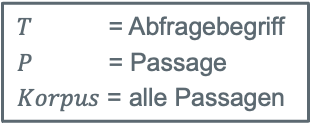 T = Abfragebegriff
P = Passage
Korpus = alle Passagen